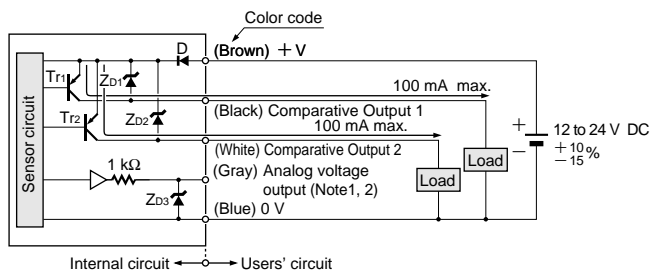 Color code
D
(Brown) +V
Tr1
ZD1
100 mA max.
(Black) Comparative Output 1
Tr2
ZD2
100 mA max.
(White) Comparative Output 2
Sensor circuit
1 kΩ
(Gray) Analog voltage
output (Note1, 2)
ZD3
(Blue) 0 V
Load
Load
+
−
12 to 24 V DC
+10
−15 %
Internal circuit
Users' circuit